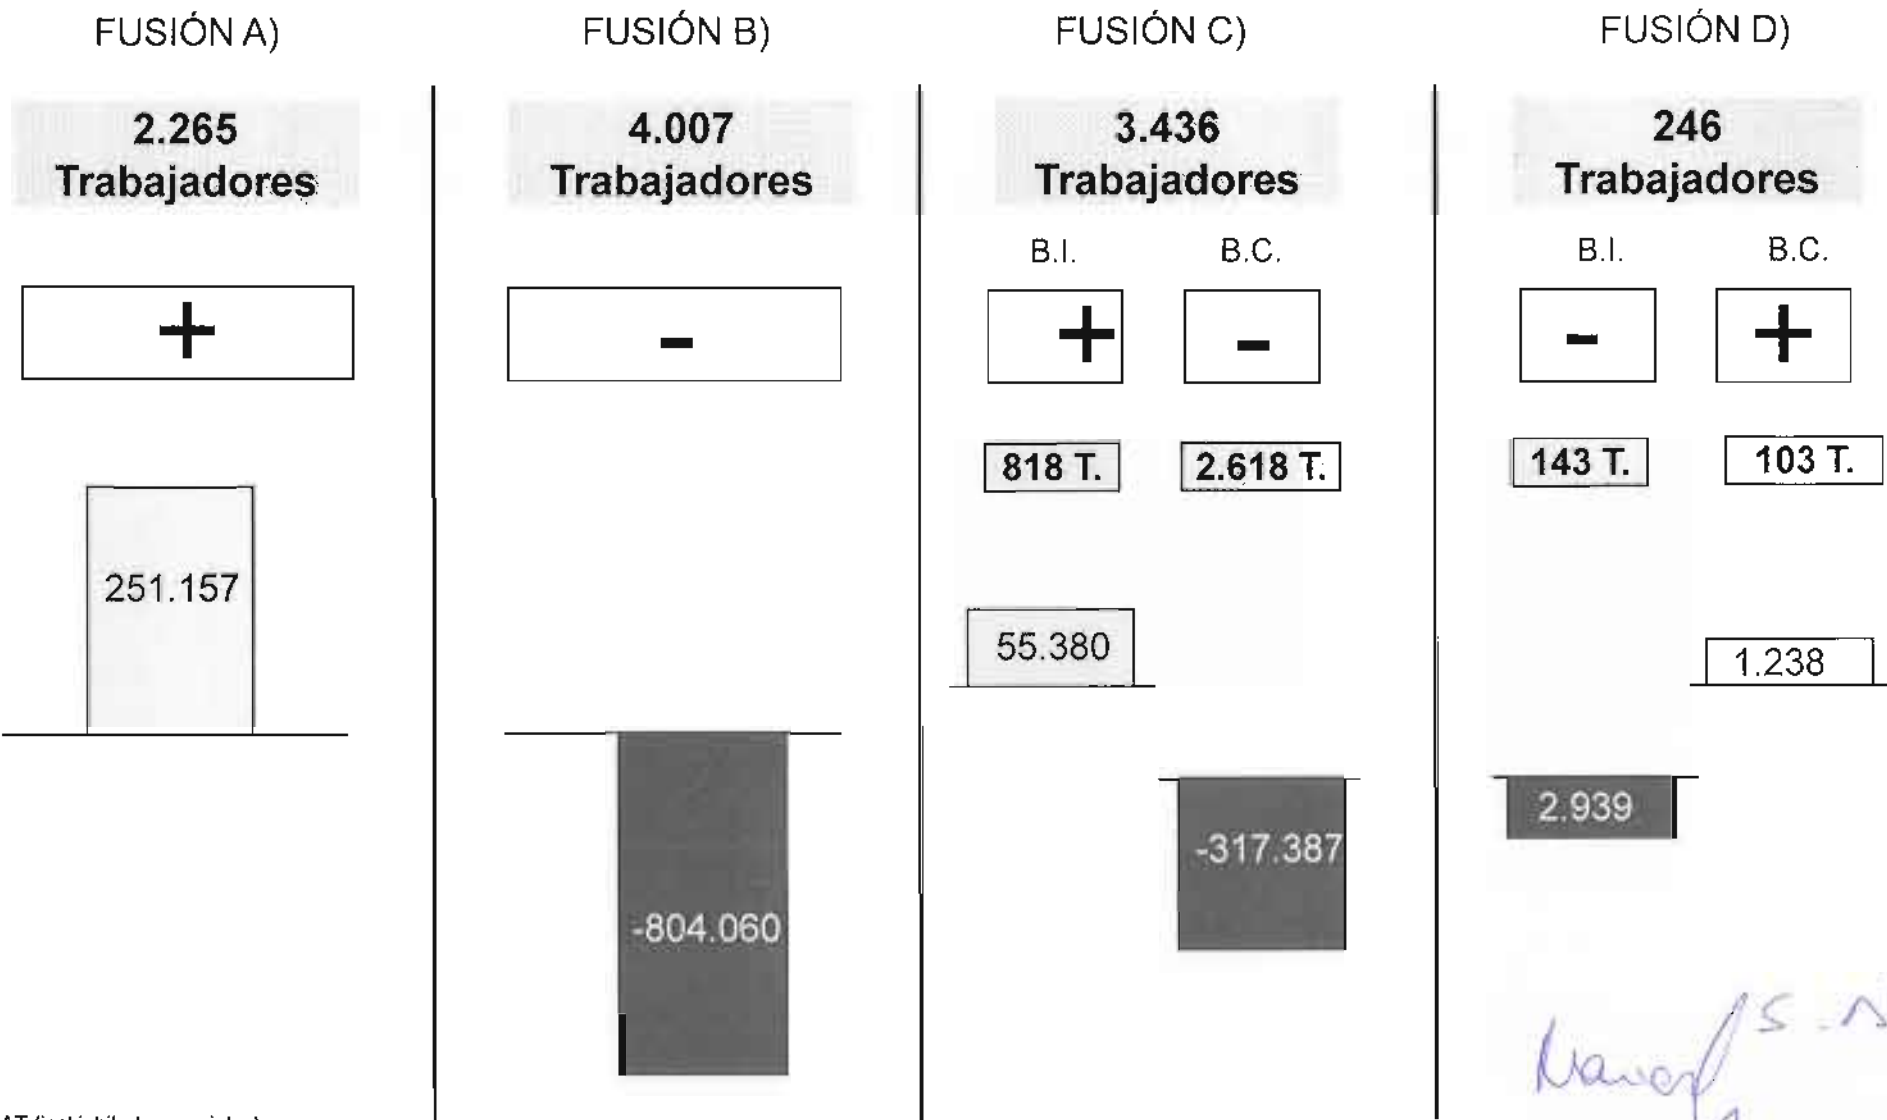 FUSIÓN A)
2.265
Trabajadores
+
251.157
FUSIÓN B)
4.007
Trabajadores
-
-804.060
FUSIÓN C)
3.436
Trabajadores
B.I. B.C.
+ -
818 T. 2.618 T.
55.380
-317.387
FUSIÓN D)
246
Trabajadores
B.I. B.C.
- +
143 T. 103 T.
1.238
2.939